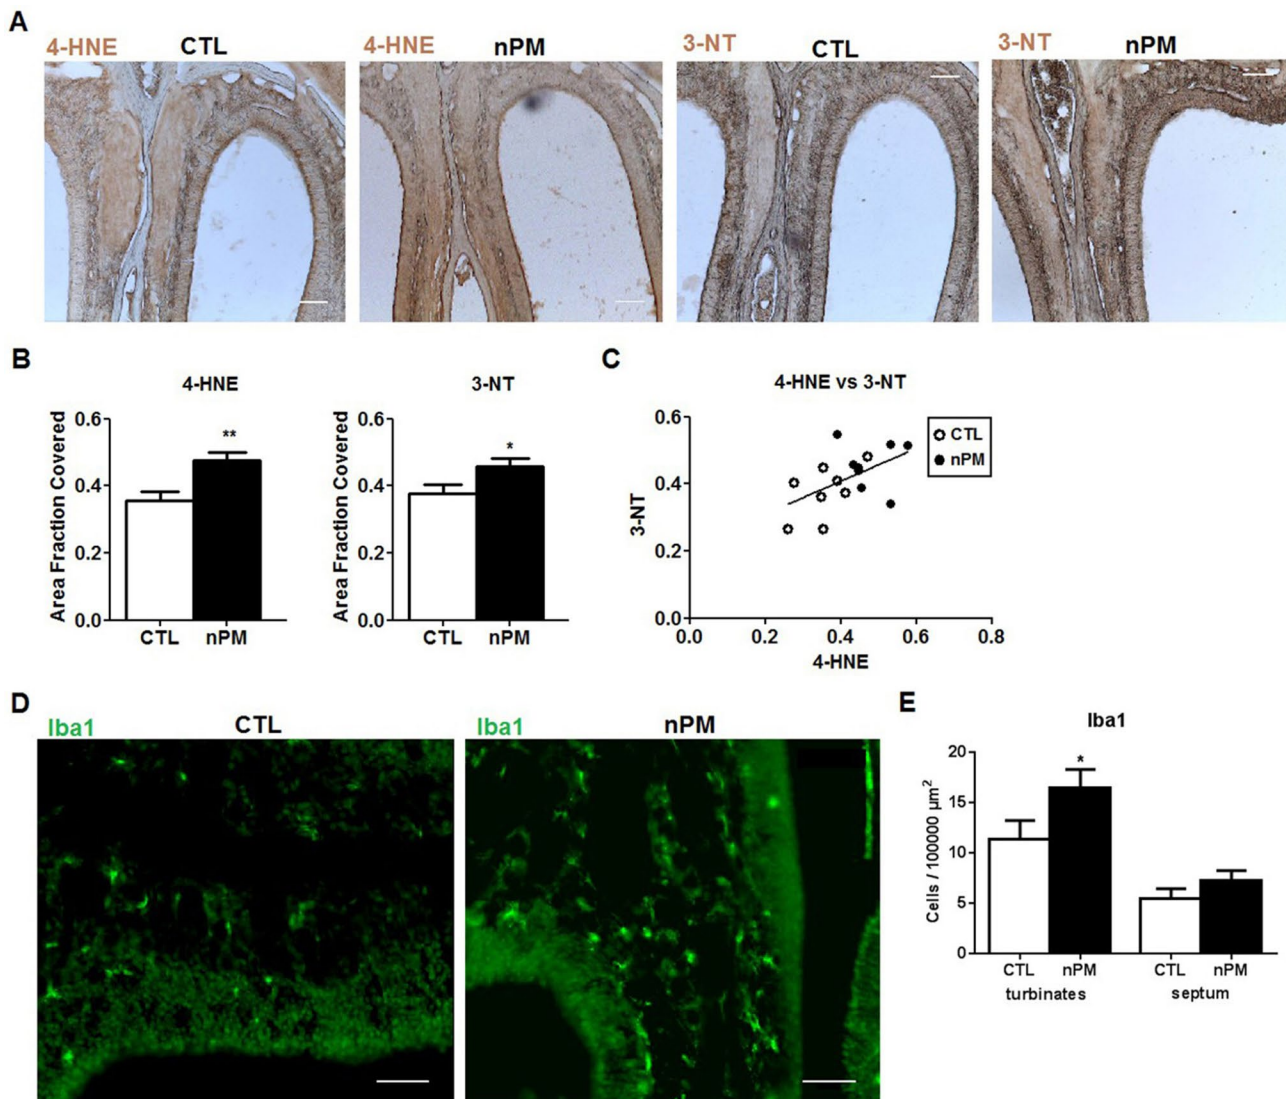 A
4-HNE CTL
4-HNE nPM
3-NT CTL
3-NT nPM
B
4-HNE
Area Fraction Covered
0.6
**
0.4
0.2
0.0
CTL nPM
3-NT
Area Fraction Covered
0.6
*
0.4
0.2
0.0
CTL nPM
C
4-HNE vs 3-NT
3-NT
0.6
0.4
0.2
0.0
0.0 0.2 0.4 0.6 0.8
4-HNE
CTL
nPM
D
Iba1 CTL
Iba1 nPM
E
Iba1
Cells / 100000 µm²
20
*
15
10
5
0
CTL nPM CTL nPM
turbinates septum